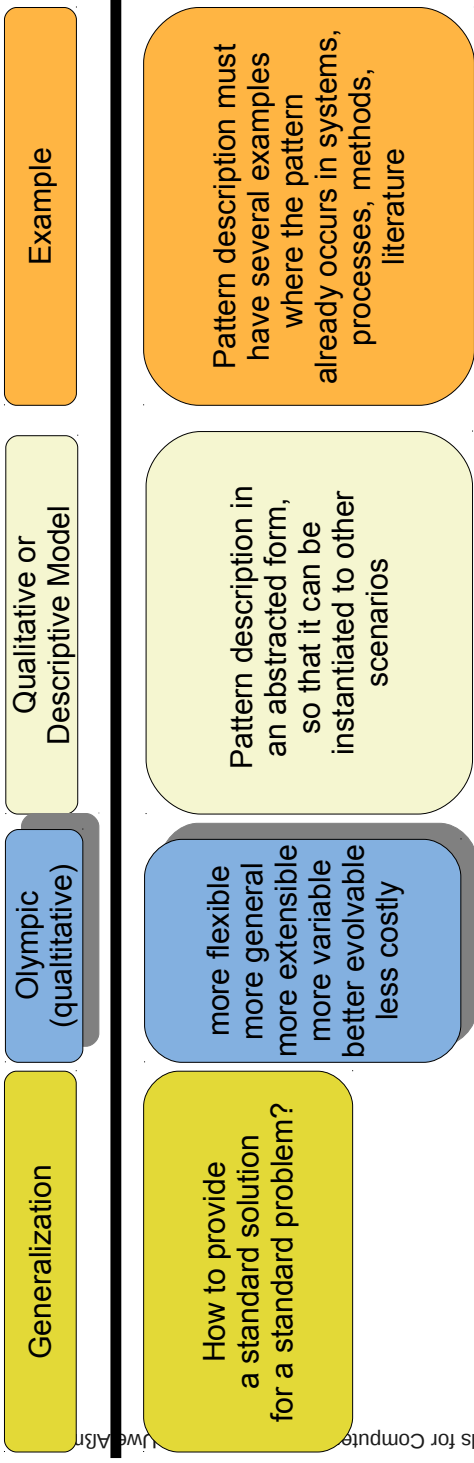 Generalization
Olympic
(qualtitative)
Qualitative or
Descriptive Model
Example
How to provide
a standard solution
for a standard problem?
more flexible
more general
more extensible
more variable
better evolvable
less costly
Pattern description in
an abstracted form,
so that it can be
instantiated to other
scenarios
Pattern description must
have several examples
where the pattern
already occurs in systems,
processes, methods,
literature
for